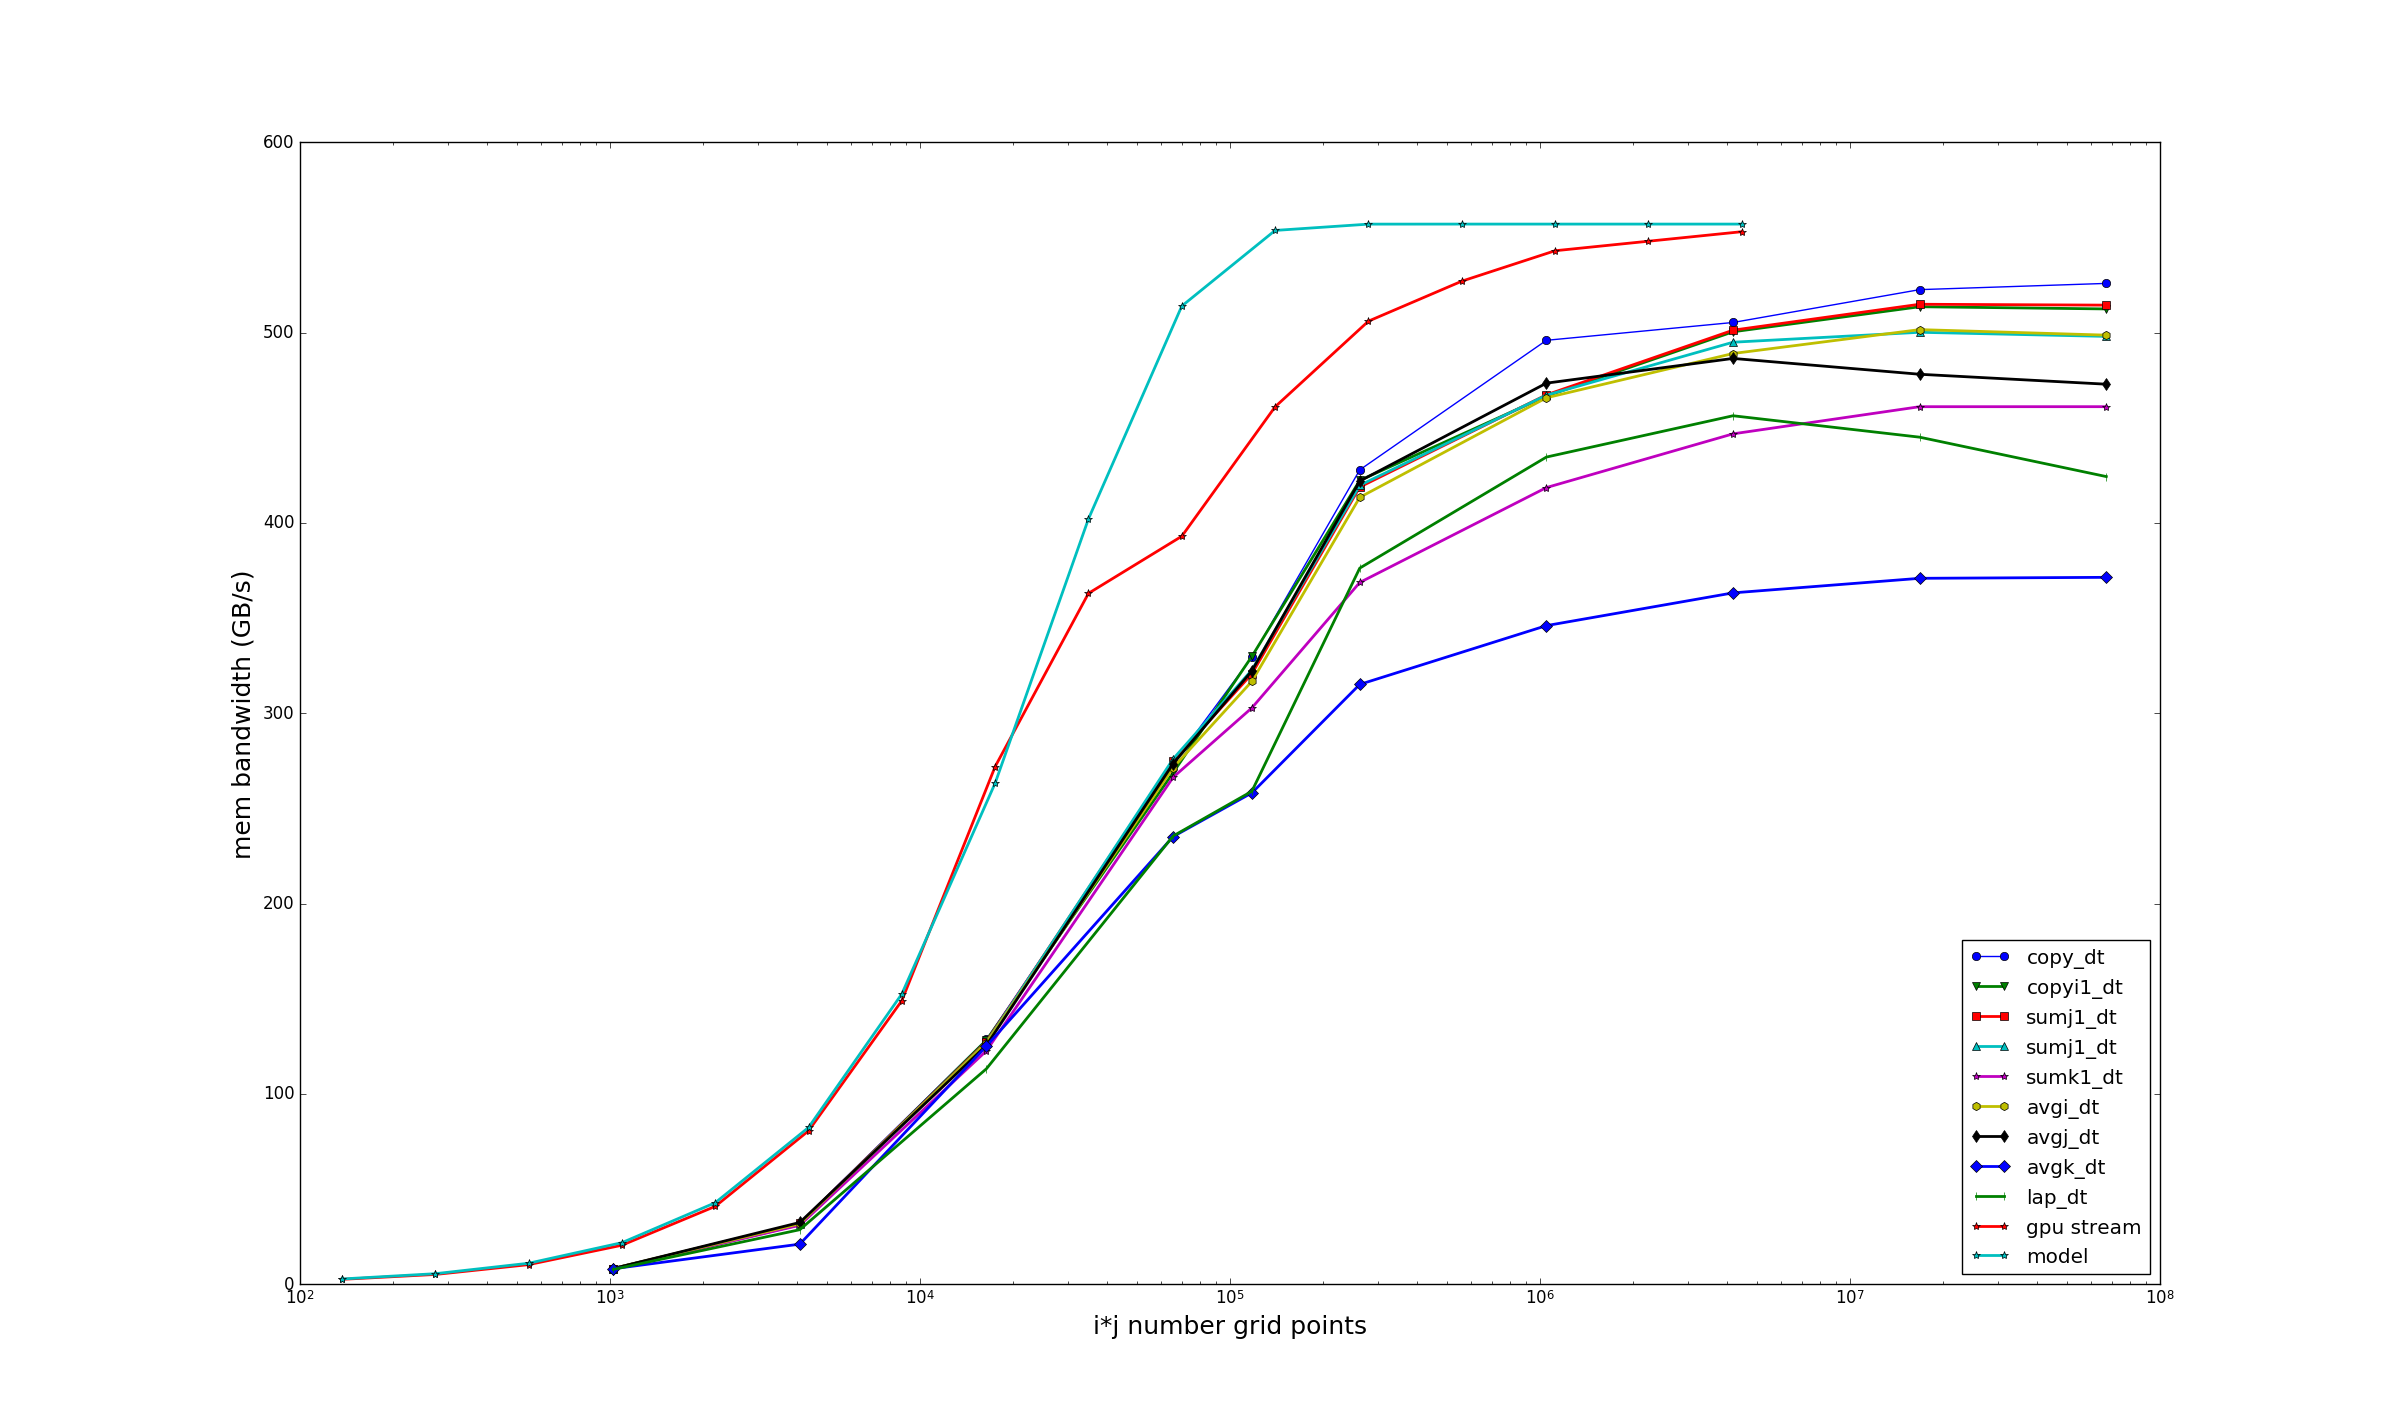 600
500
400
300
200
100
0
mem bandwidth (GB/s)
10² 10³ 10⁴ 10⁵ 10⁶ 10⁷ 10⁸
i*j number grid points
copy_dt
copyi1_dt
sumj1_dt
sumj1_dt
sumk1_dt
avgi_dt
avgj_dt
avgk_dt
lap_dt
gpu stream
model